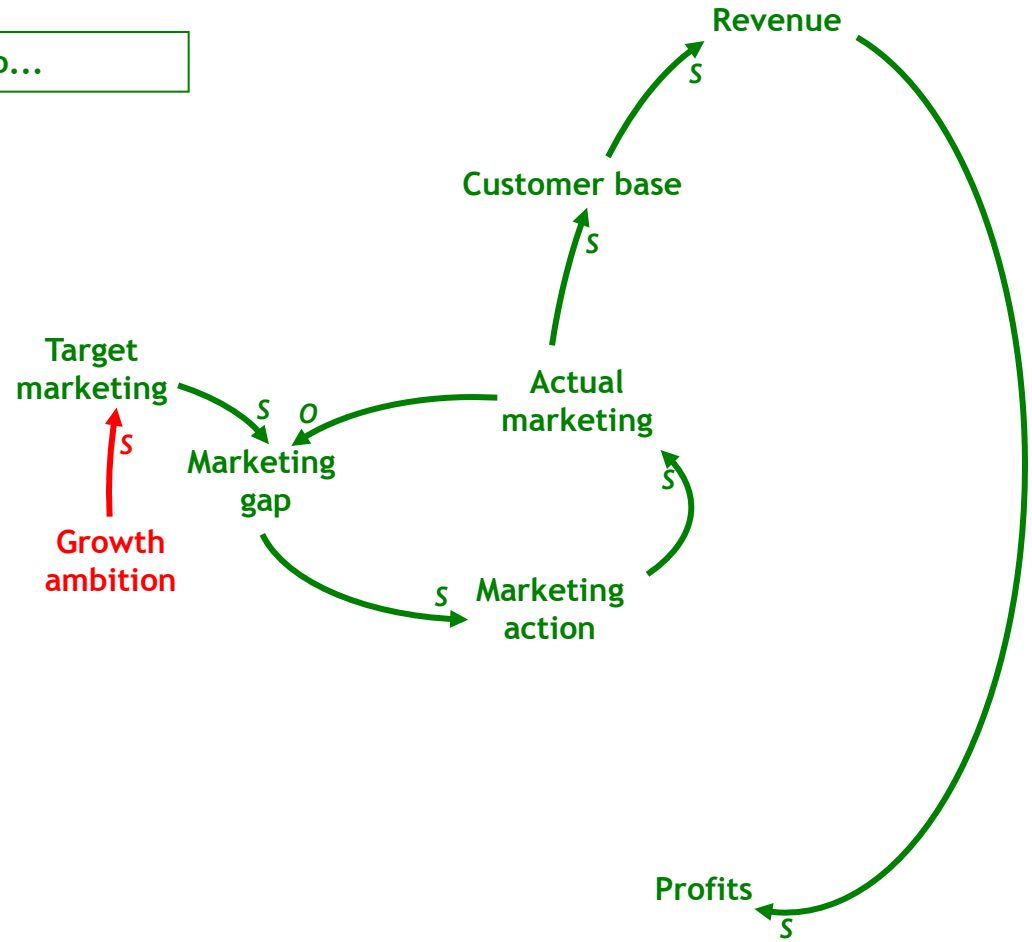 Revenue
...
S
Customer base
S
Target
marketing
Actual
marketing
S
O
S
Marketing
gap
S
Growth
ambition
S
Marketing
action
Profits
S